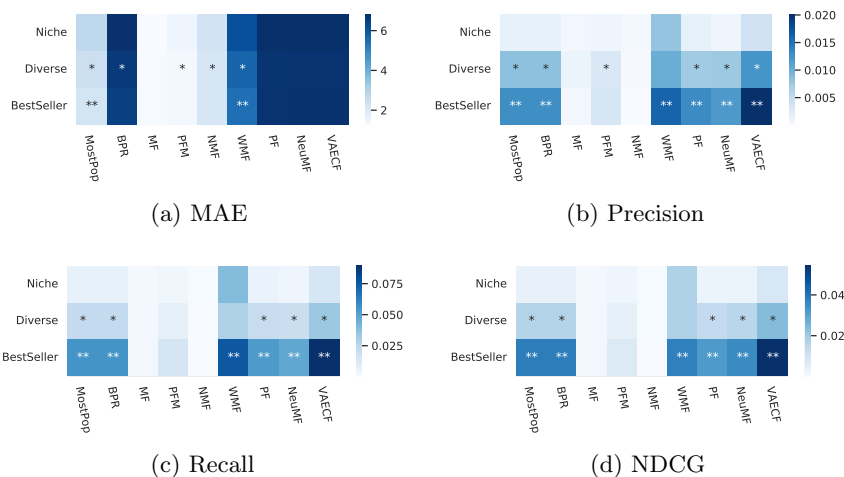 Niche
Diverse
BestSeller
* * * * *
** **
MostPop BPR MF PFM NMF WMF PF NeuMF VAECF
6
4
2
(a) MAE
Niche
Diverse
BestSeller
* * * * * *
** ** ** ** ** **
MostPop BPR MF PFM NMF WMF PF NeuMF VAECF
0.020
0.015
0.010
0.005
(b) Precision
Niche
Diverse
BestSeller
* * * * *
** ** ** ** ** **
MostPop BPR MF PFM NMF WMF PF NeuMF VAECF
0.075
0.050
0.025
(c) Recall
Niche
Diverse
BestSeller
* * * * *
** ** ** ** ** **
MostPop BPR MF PFM NMF WMF PF NeuMF VAECF
0.04
0.02
(d) NDCG